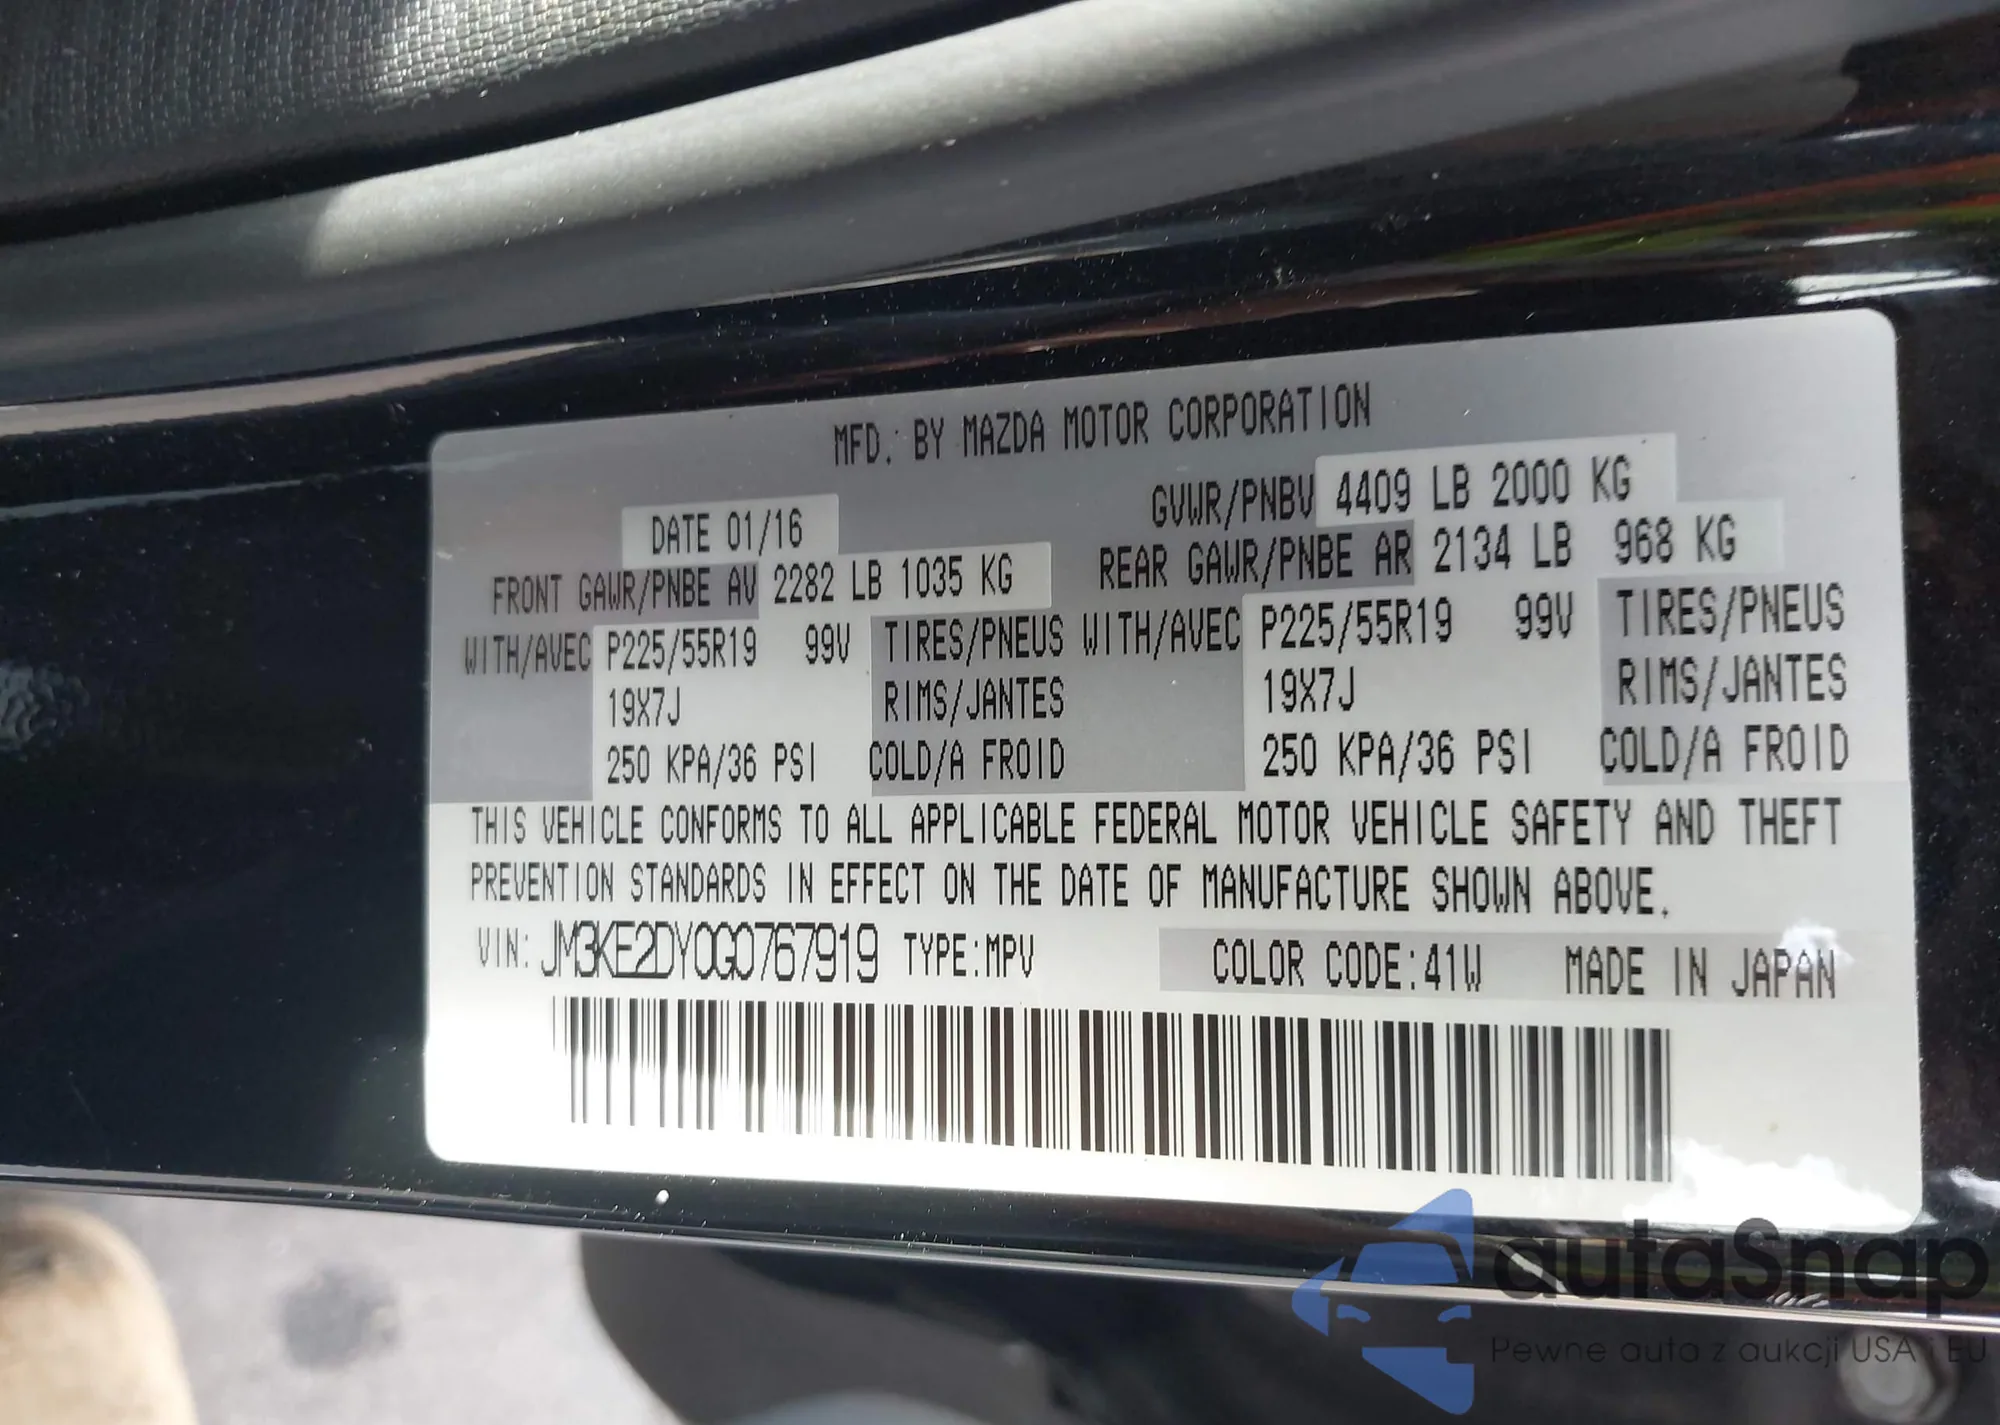 MFD. BY MAZDA MOTOR CORPORATION
DATE 01/16 GVWR/PNBV 4409 LB 2000 KG
FRONT GAWR/PNBE AV 2282 LB 1035 KG REAR GAWR/PNBE AR 2134 LB 968 KG
WITH/AVEC P225/55R19 99V TIRES/PNEUS WITH/AVEC P225/55R19 99V TIRES/PNEUS
19X7J RIMS/JANTES 19X7J RIMS/JANTES
250 KPA/36 PSI COLD/A FROID 250 KPA/36 PSI COLD/A FROID
THIS VEHICLE CONFORMS TO ALL APPLICABLE FEDERAL MOTOR VEHICLE SAFETY AND THEFT
PREVENTION STANDARDS IN EFFECT ON THE DATE OF MANUFACTURE SHOWN ABOVE.
VIN: JM3KE2DY0G0767919 TYPE:MPV COLOR CODE:41W MADE IN JAPAN
autaSnap
Pewne auta z aukcji USA i EU